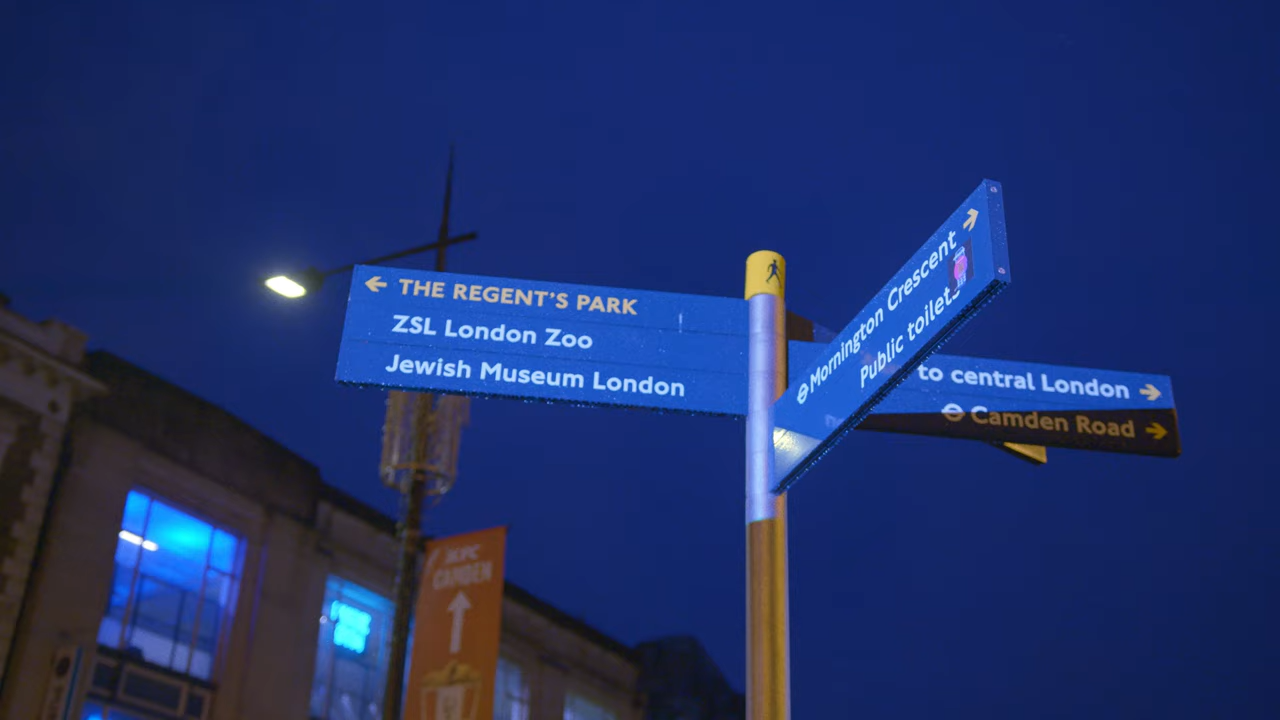 THE REGENT'S PARK
ZSL London Zoo
Jewish Museum London
Mornington Crescent
Public toilets
to central London
Camden Road
CAMDEN